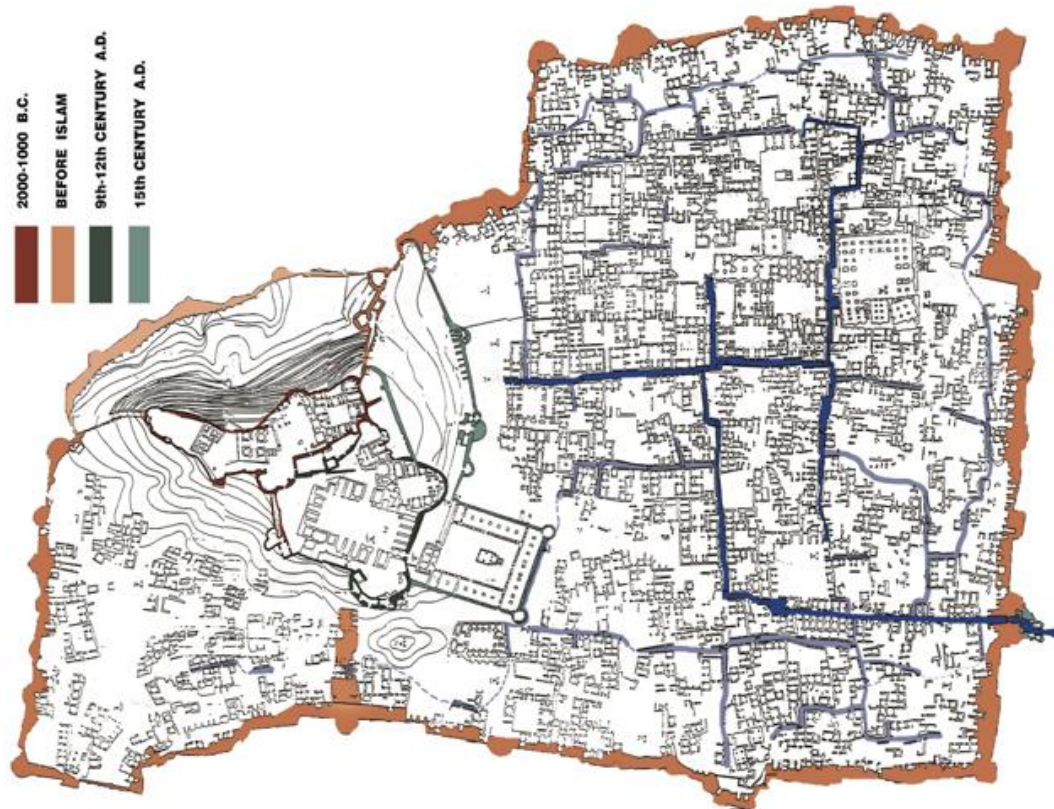 2000-1000 B.C.
BEFORE ISLAM
9th-12th CENTURY A.D.
15th CENTURY A.D.